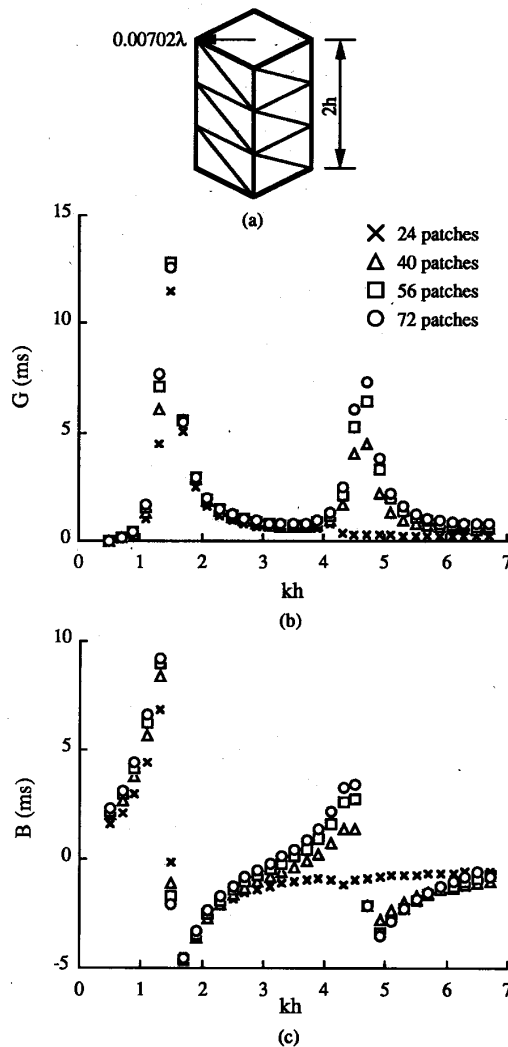 0.00702λ
2h
(a)
15
10
5
0
G (ms)
× 24 patches
△ 40 patches
□ 56 patches
○ 72 patches
0 1 2 3 4 5 6 7
kh
(b)
10
5
0
-5
B (ms)
0 1 2 3 4 5 6 7
kh
(c)